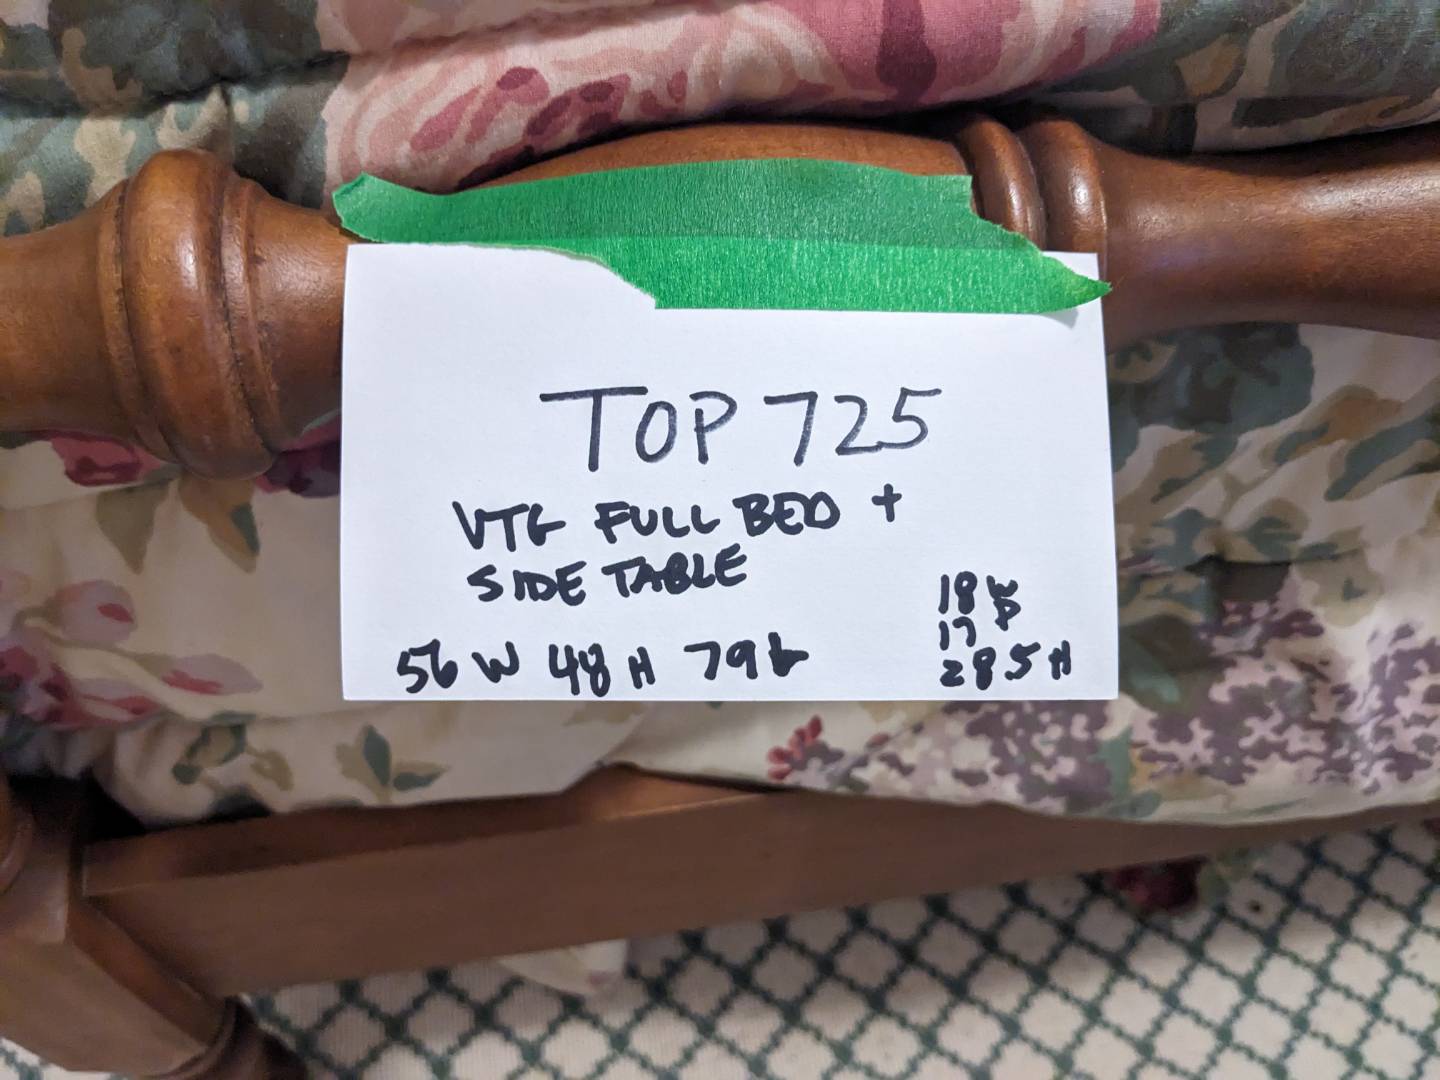 TOP 725
VTG FULL BED +
SIDE TABLE
56 W 48 H 79 L
18 W
17 D
28.5 H